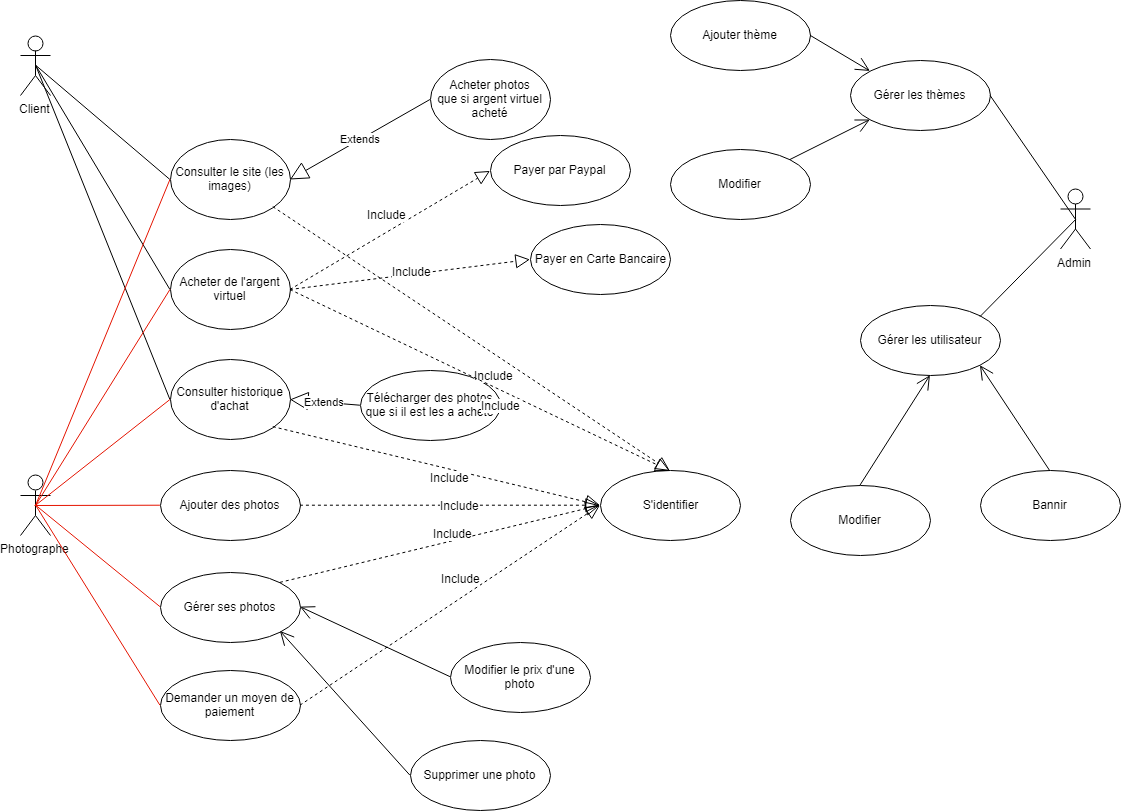 Ajouter thème
Client
Acheter photos
que si argent virtuel
acheté
Gérer les thèmes
Extends
Consulter le site (les
images)
Payer par Paypal
Modifier
Include
Admin
Payer en Carte Bancaire
Include
Acheter de l'argent
virtuel
Gérer les utilisateur
Include
Consulter historique
d'achat
Extends
Télécharger des photos
que si il est les a acheté
Include
Include
Ajouter des photos
Include
S'identifier
Modifier
Bannir
Photographe
Include
Include
Gérer ses photos
Modifier le prix d'une
photo
Demander un moyen de
paiement
Supprimer une photo